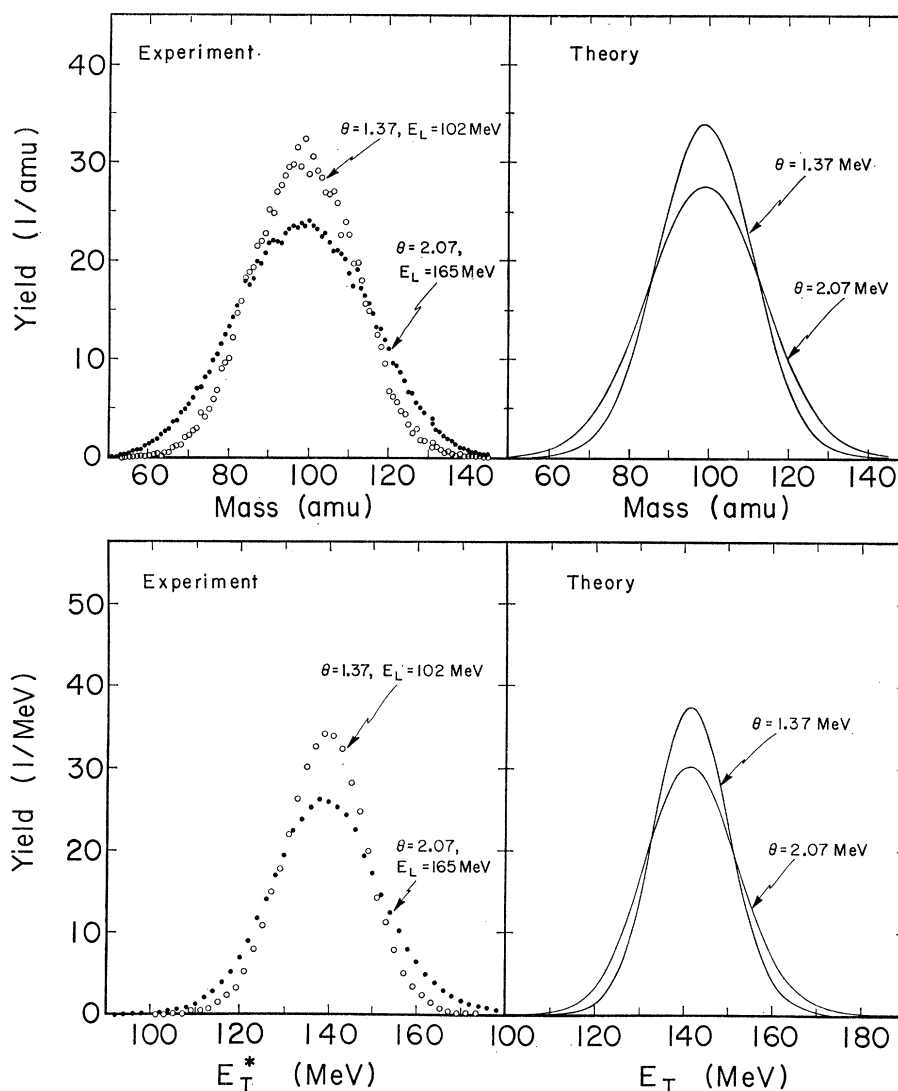 Experiment
Theory
Yield (1/amu)
40
30
20
10
0
θ=1.37, E_L=102 MeV
θ=2.07,
E_L=165 MeV
θ=1.37 MeV
θ=2.07 MeV
60 80 100 120 140
60 80 100 120 140
Mass (amu)
Mass (amu)
Experiment
Theory
Yield (1/MeV)
50
40
30
20
10
0
θ=1.37, E_L=102 MeV
θ=2.07,
E_L=165 MeV
θ=1.37 MeV
θ=2.07 MeV
100 120 140 160
100 120 140 160 180
E_T^* (MeV)
E_T (MeV)